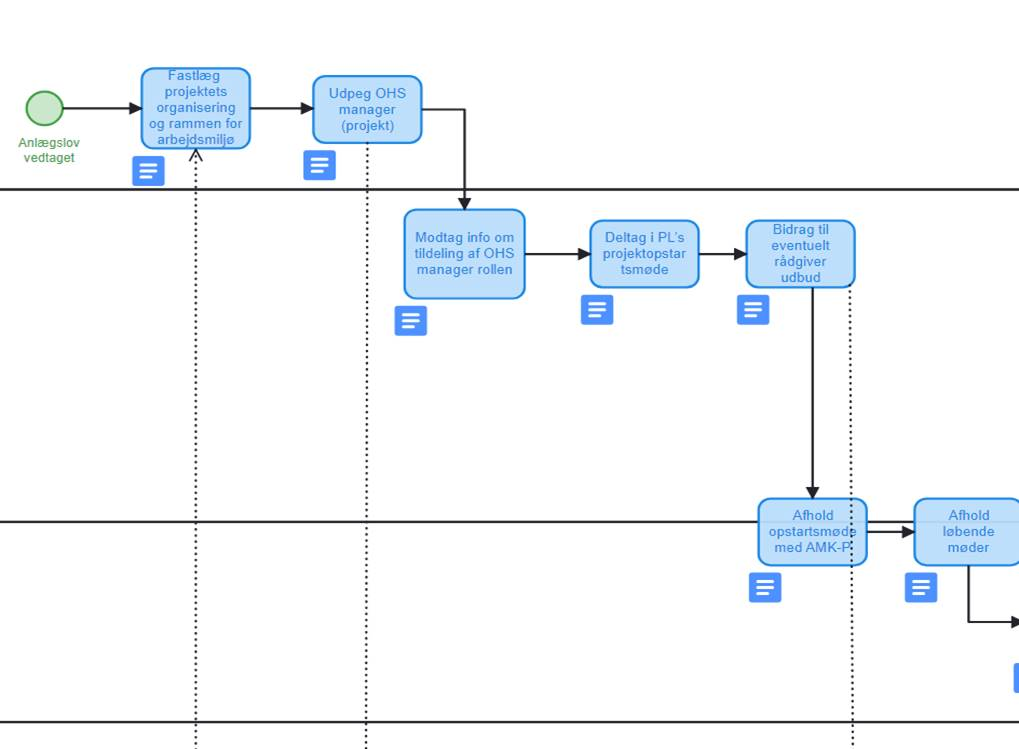 Anlægslov
vedtaget
Fastlæg
projektets
organisering
og rammen for
arbejdsmiljø
Udpeg OHS
manager
(projekt)
Modtag info om
tildeling af OHS
manager rollen
Deltag i PL's
projektopstar
tsmøde
Bidrag til
eventuelt
rådgiver
udbud
Afhold
opstartsmøde
med AMK-P
Afhold
løbende
møder